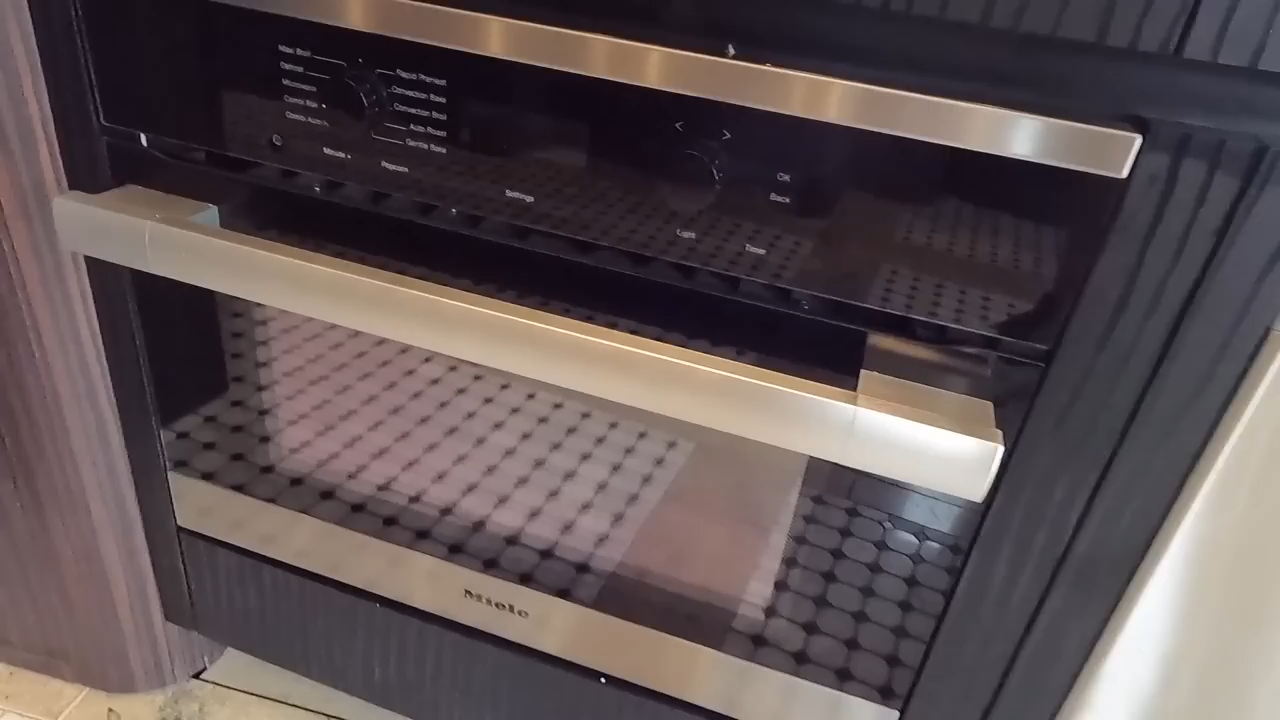 Maxi Broil
Defrost
Microwave
Combi Bake
Combi Auto R
Rapid PreHeat
Convection Bake
Convection Broil
Auto Roast
Gentle Bake
Minute +
Popcorn
Settings
OK
Back
Light
Timer
Miele